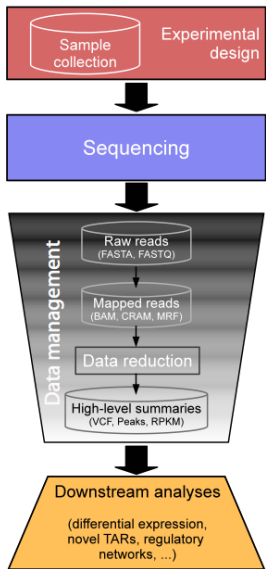 Sample
collection
Experimental
design
Sequencing
Data management
Raw reads
(FASTA, FASTQ)
Mapped reads
(BAM, CRAM, MRF)
Data reduction
High-level summaries
(VCF, Peaks, RPKM)
Downstream analyses
(differential expression,
novel TARs, regulatory
networks, ...)